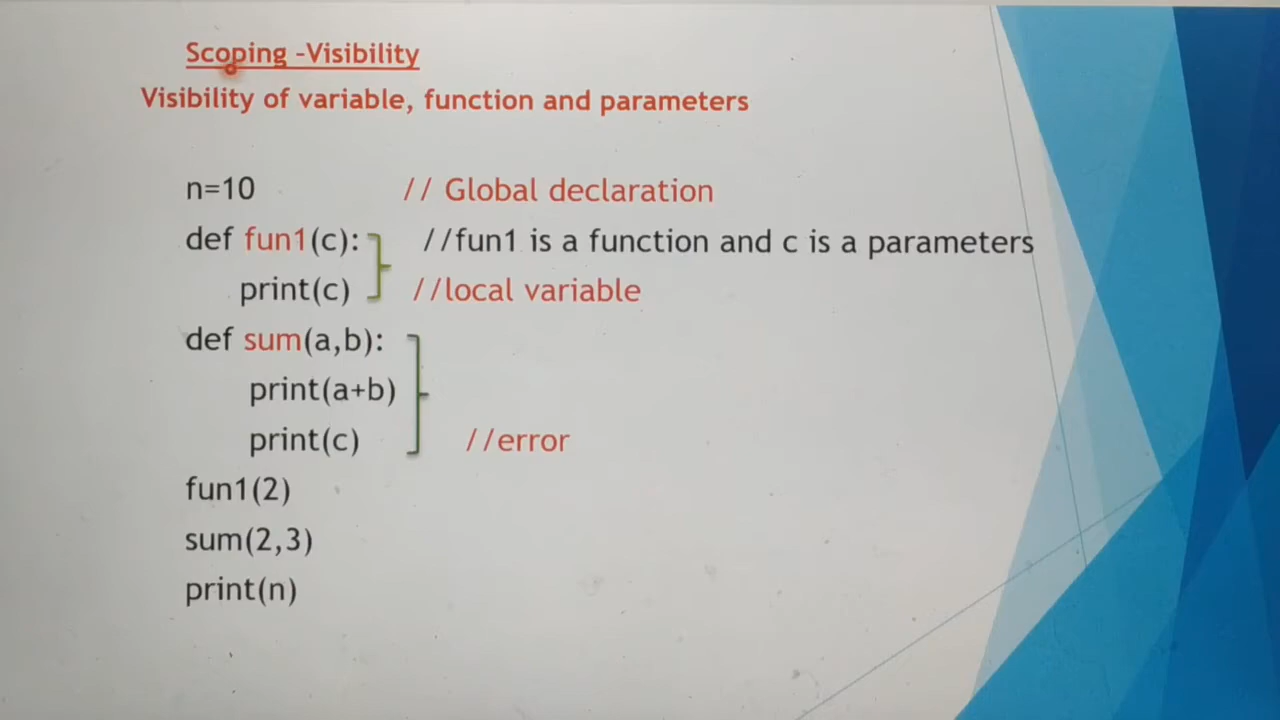 Scoping -Visibility
Visibility of variable, function and parameters
n=10 // Global declaration
def fun1(c): //fun1 is a function and c is a parameters
print(c) //local variable
def sum(a,b):
print(a+b)
print(c) //error
fun1(2)
sum(2,3)
print(n)